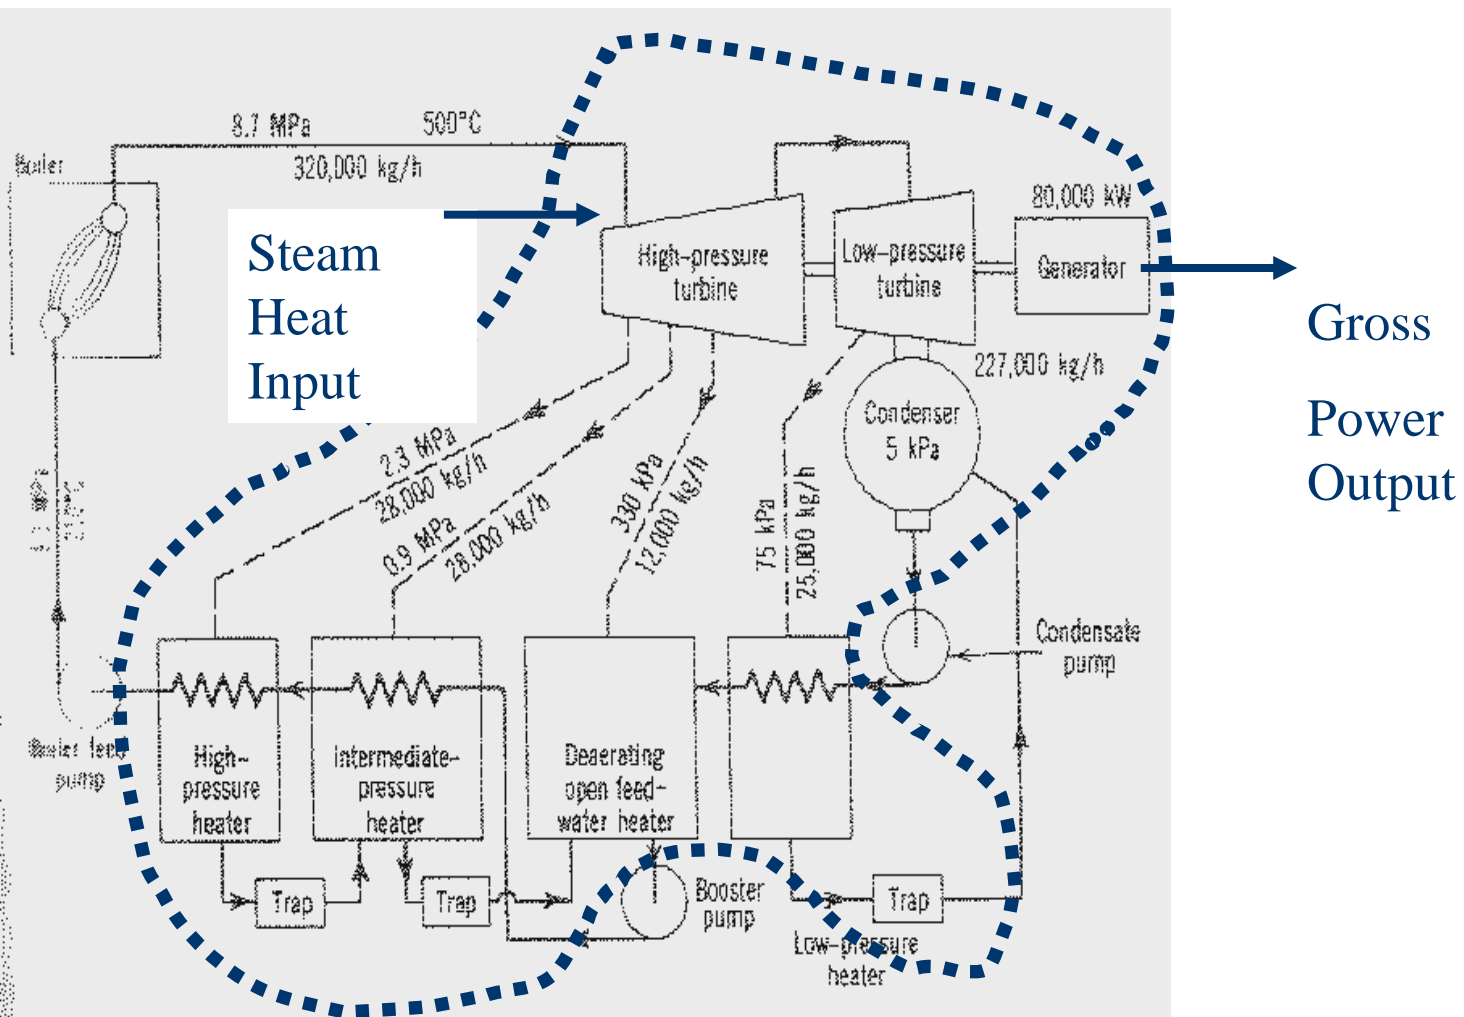 8.7 MPa
500°C
320,000 kg/h
Boiler
80,000 kW
Steam
Heat
Input
High-pressure
turbine
Low-pressure
turbine
Generator
Gross
Power
Output
227,000 kg/h
Condenser
5 kPa
2.3 MPa
28,000 kg/h
0.9 MPa
28,000 kg/h
330 kPa
12,000 kg/h
75 kPa
25,000 kg/h
Condensate
pump
Boiler feed
pump
High-
pressure
heater
Intermediate-
pressure
heater
Deaerating
open feed-
water heater
Trap
Trap
Booster
pump
Trap
Low-pressure
heater